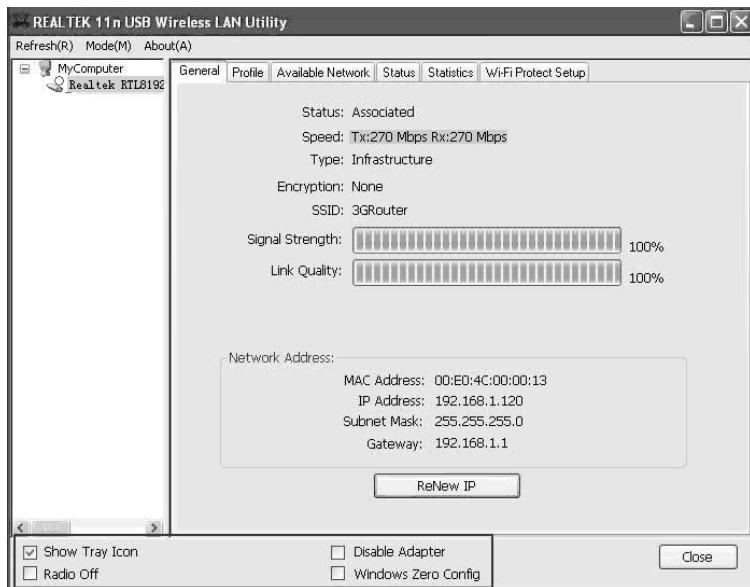 REALTEK 11n USB Wireless LAN Utility
Refresh(R) Mode(M) About(A)
MyComputer
Realtek RTL8192
General Profile Available Network Status Statistics Wi-Fi Protect Setup
Status: Associated
Speed: Tx:270 Mbps Rx:270 Mbps
Type: Infrastructure
Encryption: None
SSID: 3GRouter
Signal Strength: 100%
Link Quality: 100%
Network Address:
MAC Address: 00:E0:4C:00:00:13
IP Address: 192.168.1.120
Subnet Mask: 255.255.255.0
Gateway: 192.168.1.1
ReNew IP
Show Tray Icon Disable Adapter
Radio Off Windows Zero Config
Close